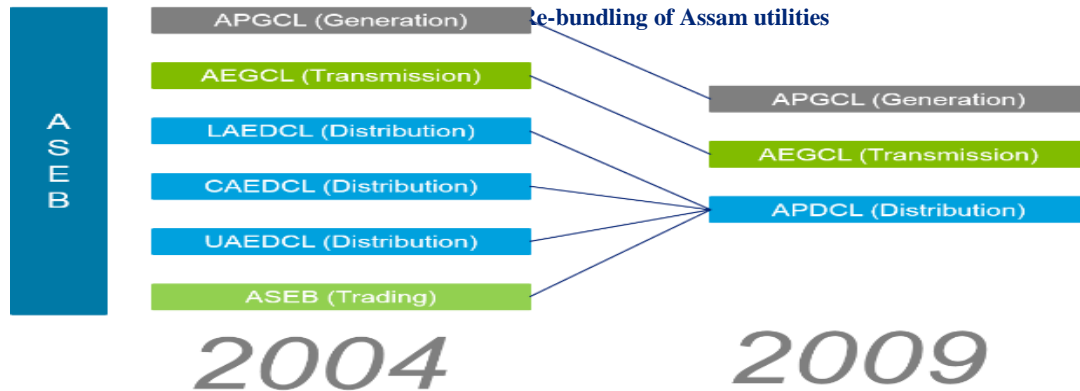 Re-bundling of Assam utilities
A
S
E
B
APGCL (Generation)
AEGCL (Transmission)
LAEDCL (Distribution)
CAEDCL (Distribution)
UAEDCL (Distribution)
ASEB (Trading)
2004
APGCL (Generation)
AEGCL (Transmission)
APDCL (Distribution)
2009